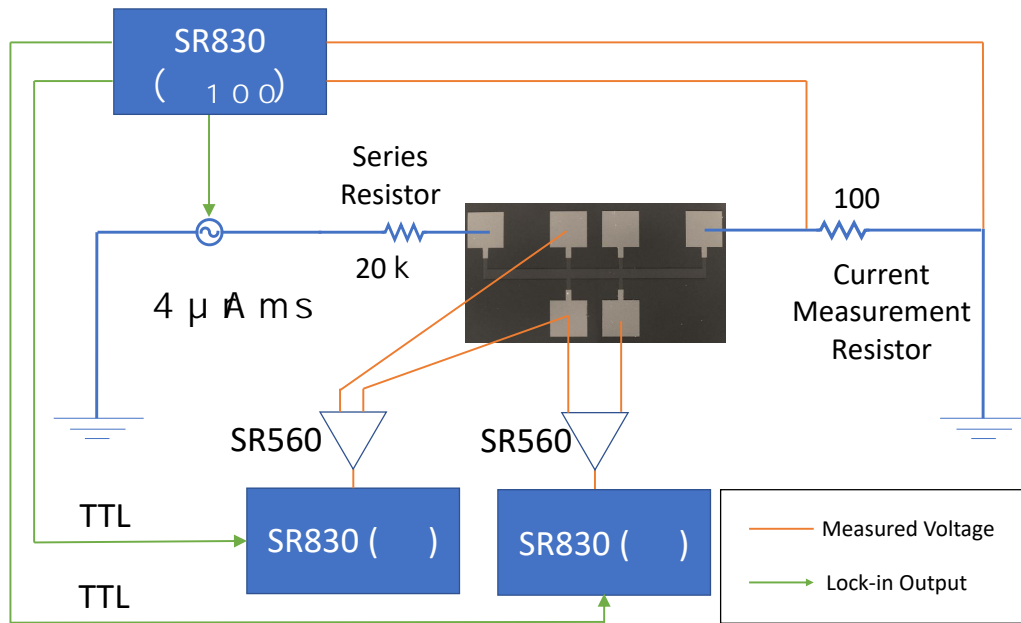 SR830
( 100)
Series
Resistor
20 k
100
Current
Measurement
Resistor
SR560
SR560
TTL
SR830 ( )
SR830 ( )
TTL
Measured Voltage
Lock-in Output